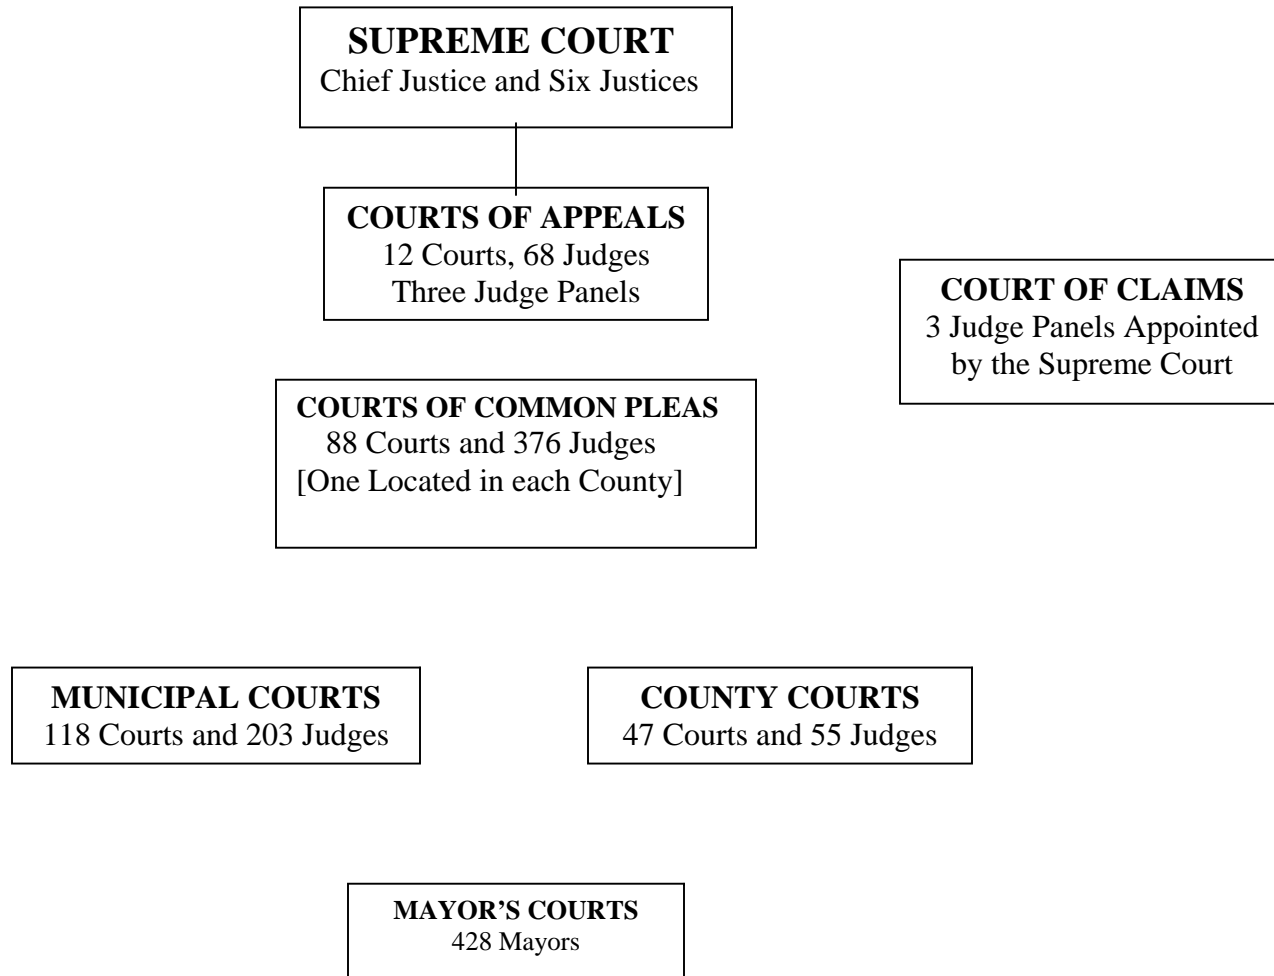 SUPREME COURT
Chief Justice and Six Justices
COURTS OF APPEALS
12 Courts, 68 Judges
Three Judge Panels
COURT OF CLAIMS
3 Judge Panels Appointed
by the Supreme Court
COURTS OF COMMON PLEAS
88 Courts and 376 Judges
[One Located in each County]
MUNICIPAL COURTS
118 Courts and 203 Judges
COUNTY COURTS
47 Courts and 55 Judges
MAYOR’S COURTS
428 Mayors